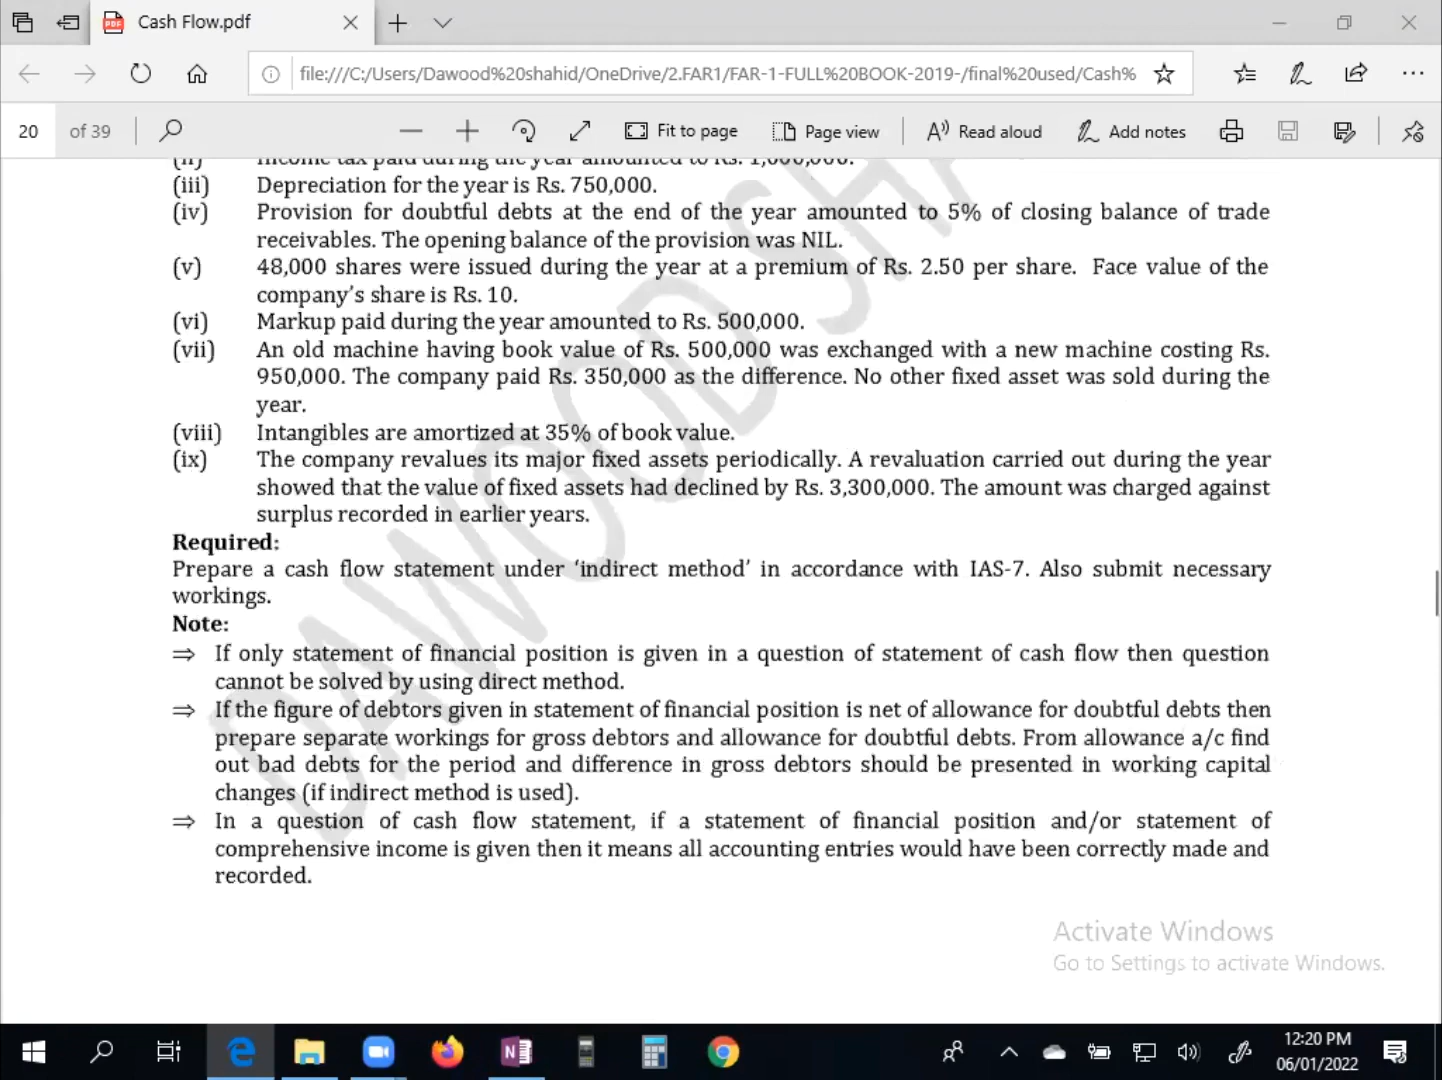 Cash Flow.pdf
file:///C:/Users/Dawood%20shahid/OneDrive/2.FAR1/FAR-1-FULL%20BOOK-2019-/final%20used/Cash%
20 of 39 Fit to page Page view Read aloud Add notes
(ii) Income tax paid during the year amounted to Rs. 1,000,000.
(iii) Depreciation for the year is Rs. 750,000.
(iv) Provision for doubtful debts at the end of the year amounted to 5% of closing balance of trade
receivables. The opening balance of the provision was NIL.
(v) 48,000 shares were issued during the year at a premium of Rs. 2.50 per share. Face value of the
company's share is Rs. 10.
(vi) Markup paid during the year amounted to Rs. 500,000.
(vii) An old machine having book value of Rs. 500,000 was exchanged with a new machine costing Rs.
950,000. The company paid Rs. 350,000 as the difference. No other fixed asset was sold during the
year.
(viii) Intangibles are amortized at 35% of book value.
(ix) The company revalues its major fixed assets periodically. A revaluation carried out during the year
showed that the value of fixed assets had declined by Rs. 3,300,000. The amount was charged against
surplus recorded in earlier years.
Required:
Prepare a cash flow statement under 'indirect method' in accordance with IAS-7. Also submit necessary
workings.
Note:
⇒ If only statement of financial position is given in a question of statement of cash flow then question
cannot be solved by using direct method.
⇒ If the figure of debtors given in statement of financial position is net of allowance for doubtful debts then
prepare separate workings for gross debtors and allowance for doubtful debts. From allowance a/c find
out bad debts for the period and difference in gross debtors should be presented in working capital
changes (if indirect method is used).
⇒ In a question of cash flow statement, if a statement of financial position and/or statement of
comprehensive income is given then it means all accounting entries would have been correctly made and
recorded.
DAWOOD SHA
Activate Windows
Go to Settings to activate Windows.
12:20 PM
06/01/2022